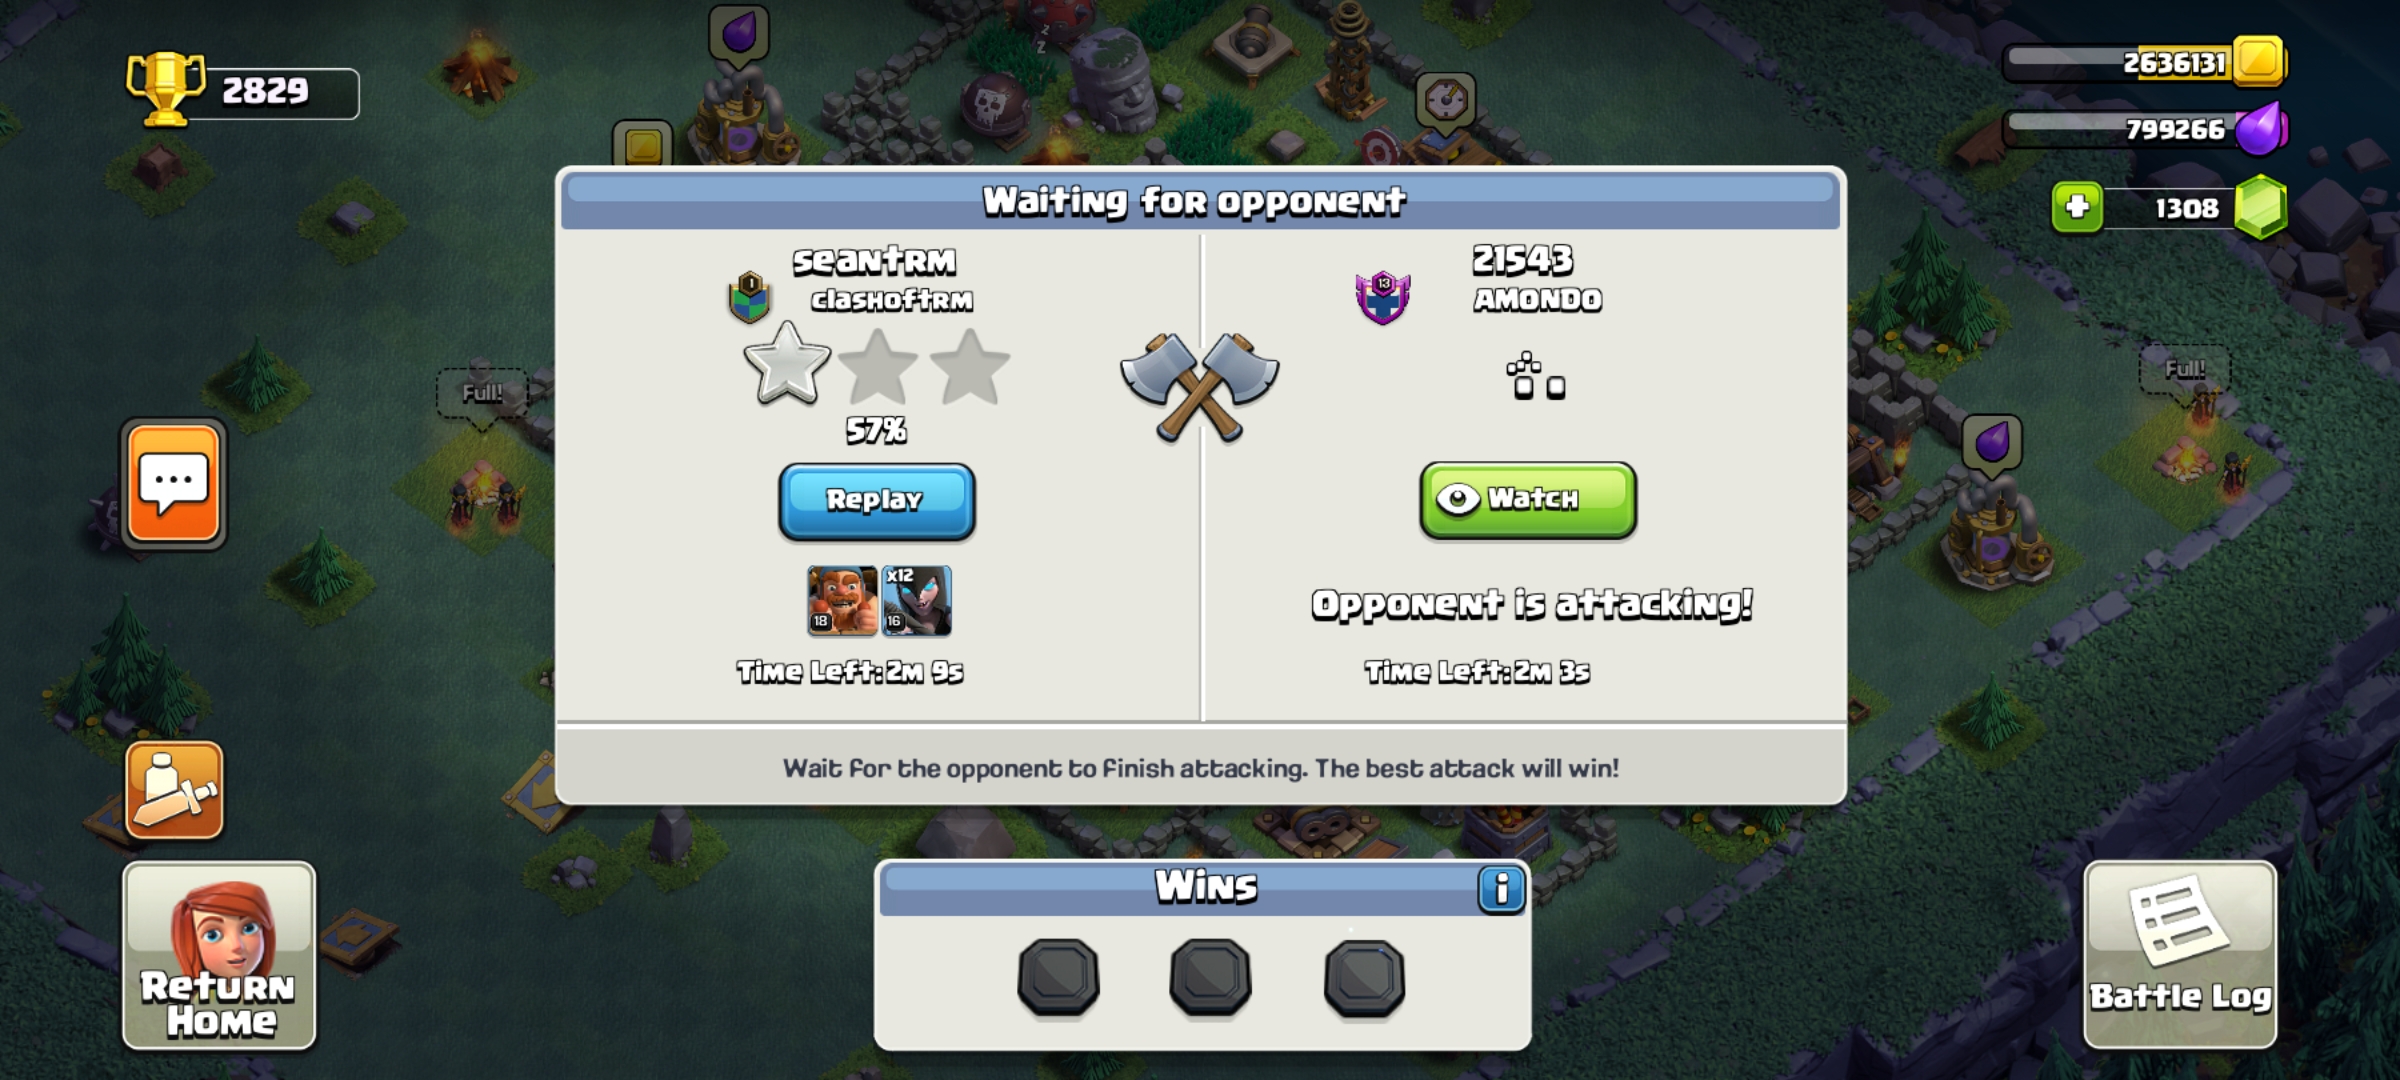 2829
2636131
799266
1308
Waiting for opponent
seantrm
clashoftrm
57%
Replay
x12
18
16
Time Left:2m 9s
1
13
21543
AMONDO
Watch
Opponent is attacking!
Time Left:2m 3s
Wait for the opponent to finish attacking. The best attack will win!
Full!
Full!
z
z
Wins
i
Return
Home
Battle Log